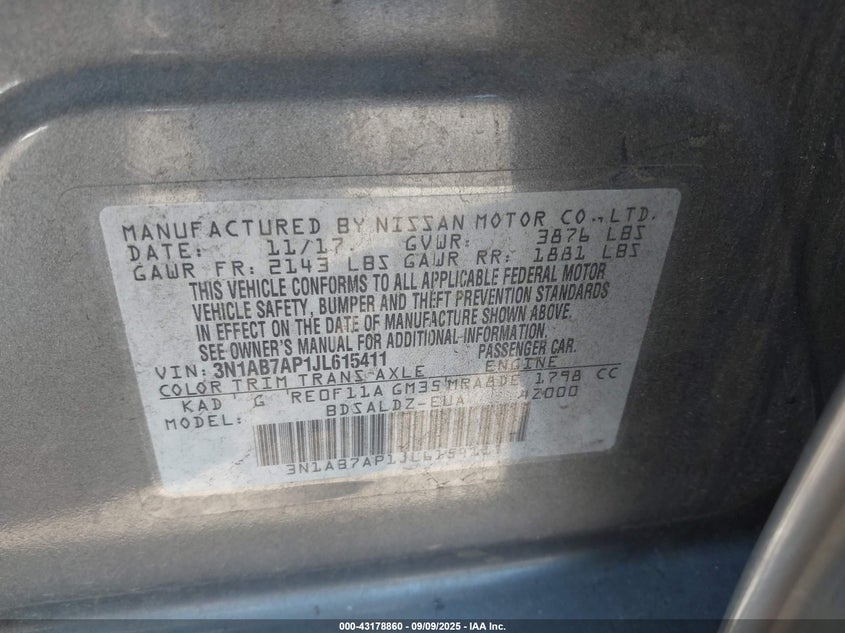 MANUFACTURED BY NISSAN MOTOR CO., LTD.
DATE: 11/17 GVWR: 3876 LBS
GAWR FR: 2143 LBS GAWR RR: 1881 LBS
THIS VEHICLE CONFORMS TO ALL APPLICABLE FEDERAL MOTOR
VEHICLE SAFETY, BUMPER AND THEFT PREVENTION STANDARDS
IN EFFECT ON THE DATE OF MANUFACTURE SHOWN ABOVE.
SEE OWNER'S MANUAL FOR ADDITIONAL INFORMATION.
VIN: 3N1AB7AP1JL615411 PASSENGER CAR.
COLOR TRIM TRANS AXLE ENGINE
KAD G RE0F11A GM35 MRA8DE 1798 CC
MODEL: BDSALDZ-EUA 42000
3N1AB7AP1JL615411
000-43178860 - 09/09/2025 - IAA Inc.